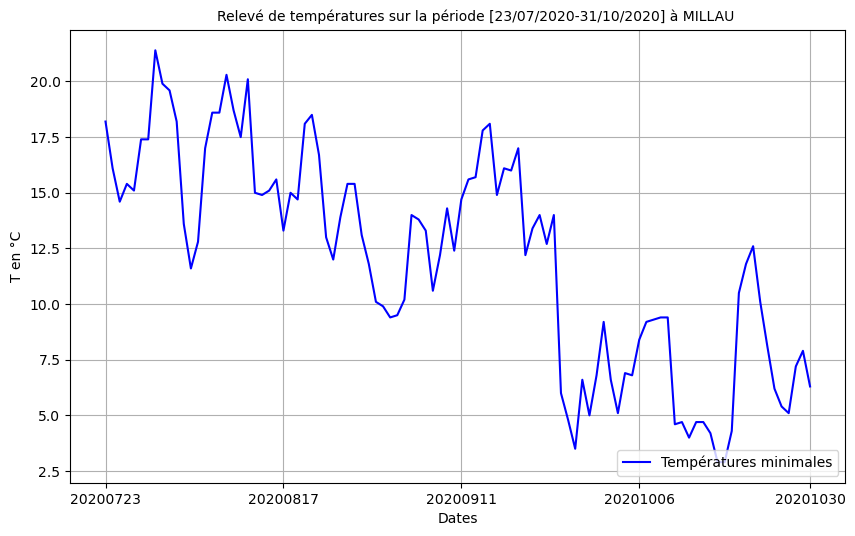 Relevé de températures sur la période [23/07/2020-31/10/2020] à MILLAU
T en °C
20.0
17.5
15.0
12.5
10.0
7.5
5.0
2.5
Températures minimales
20200723 20200817 20200911 20201006 20201030
Dates